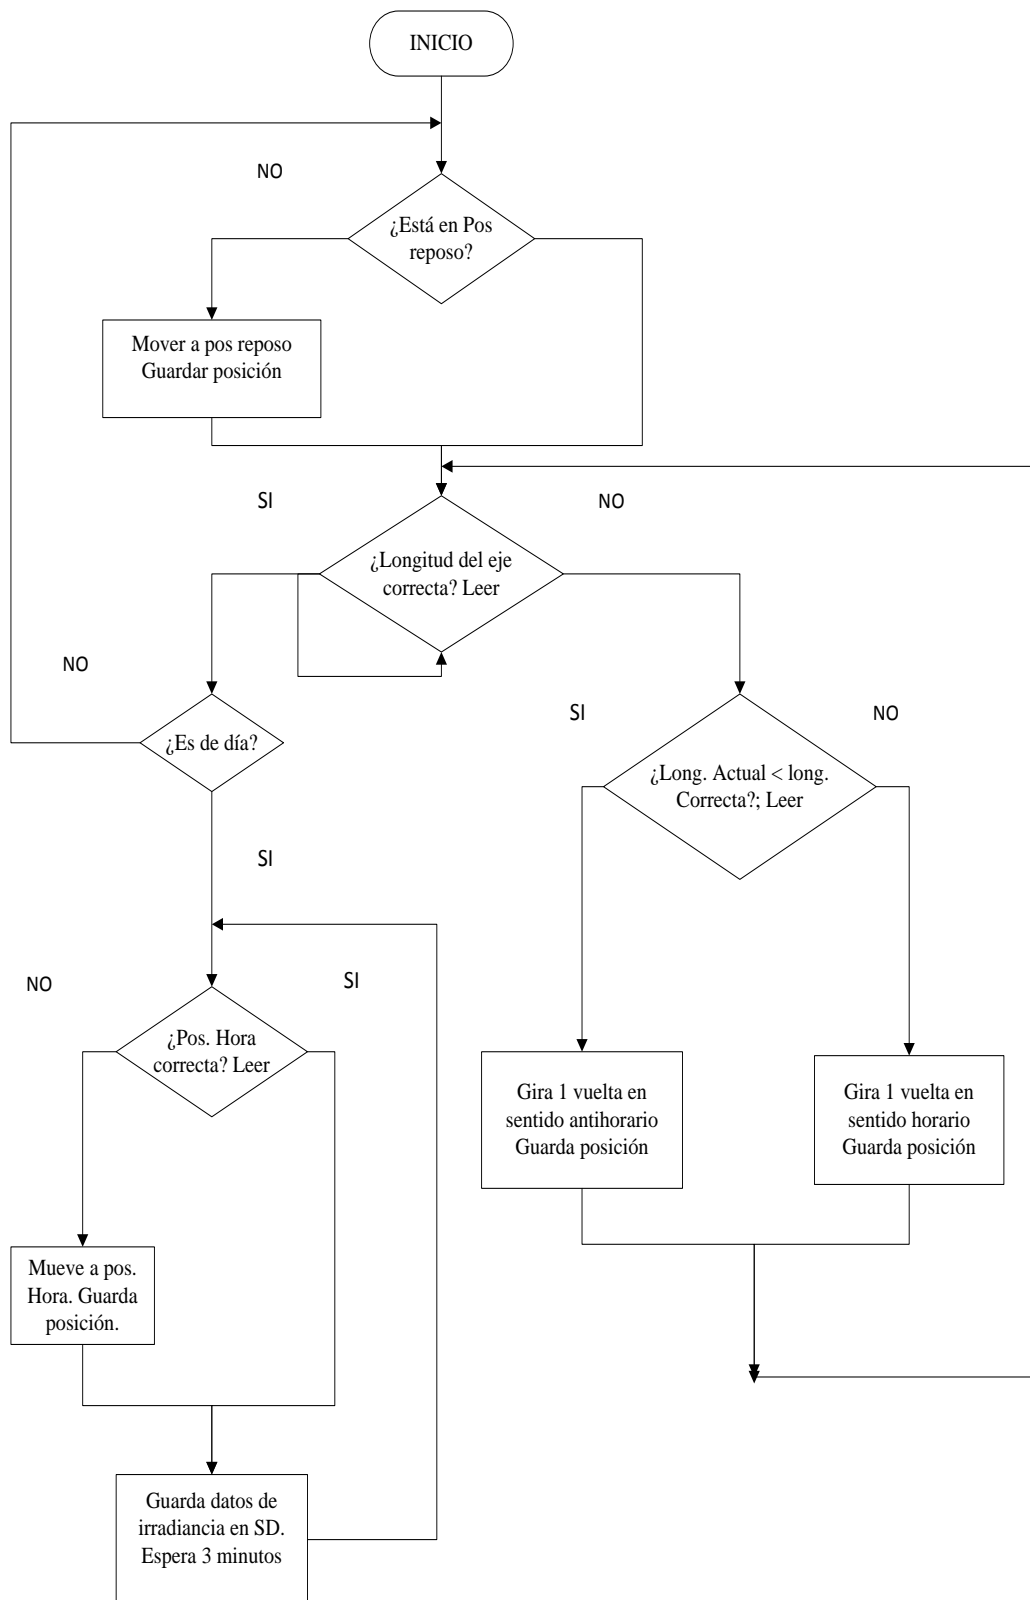 INICIO
NO
¿Está en Pos
reposo?
Mover a pos reposo
Guardar posición
SI
NO
¿Longitud del eje
correcta? Leer
NO
¿Es de día?
SI
NO
¿Long. Actual < long.
Correcta?; Leer
SI
NO
SI
¿Pos. Hora
correcta? Leer
Gira 1 vuelta en
sentido antihorario
Guarda posición
Gira 1 vuelta en
sentido horario
Guarda posición
Mueve a pos.
Hora. Guarda
posición.
Guarda datos de
irradiancia en SD.
Espera 3 minutos